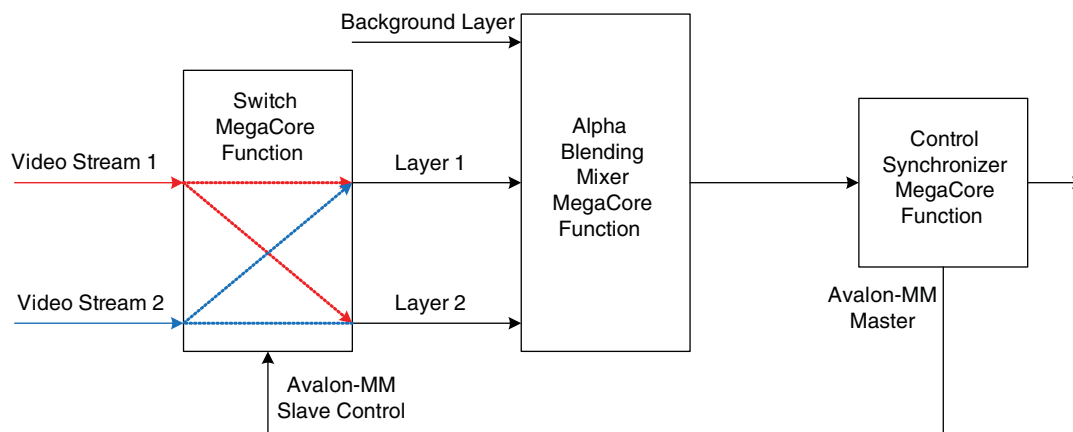 Background Layer
Switch
MegaCore
Function
Alpha
Blending
Mixer
MegaCore
Function
Control
Synchronizer
MegaCore
Function
Video Stream 1
Layer 1
Video Stream 2
Layer 2
Avalon-MM
Master
Avalon-MM
Slave Control